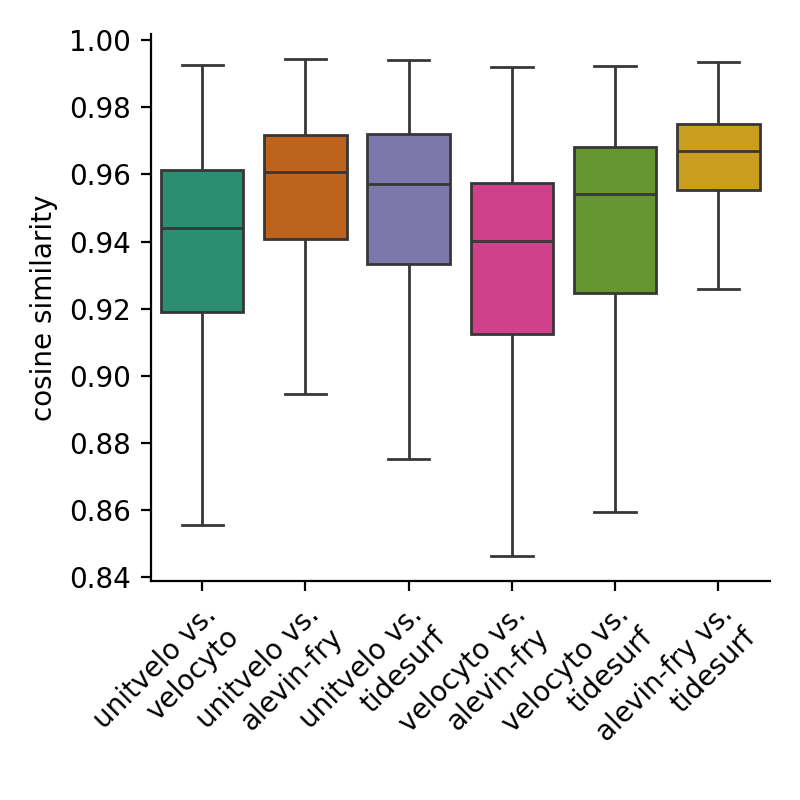 1.00
0.98
0.96
0.94
0.92
0.90
0.88
0.86
0.84
cosine similarity
unitvelo vs.
velocyto
unitvelo vs.
alevin-fry
unitvelo vs.
tidesurf
velocyto vs.
alevin-fry
velocyto vs.
tidesurf
alevin-fry vs.
tidesurf